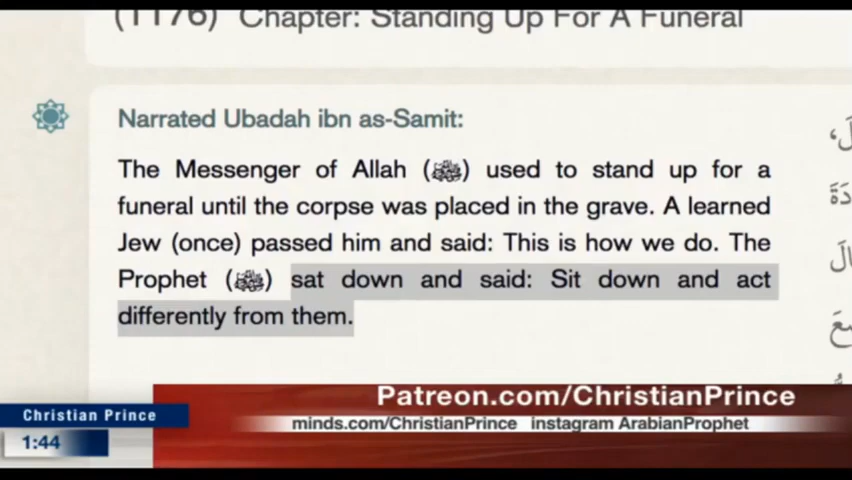 (1176) Chapter: Standing Up For A Funeral
Narrated Ubadah ibn as-Samit:
The Messenger of Allah (ﷺ) used to stand up for a
funeral until the corpse was placed in the grave. A learned
Jew (once) passed him and said: This is how we do. The
Prophet (ﷺ) sat down and said: Sit down and act
differently from them.
Patreon.com/ChristianPrince
Christian Prince
minds.com/ChristianPrince instagram ArabianProphet
1:44